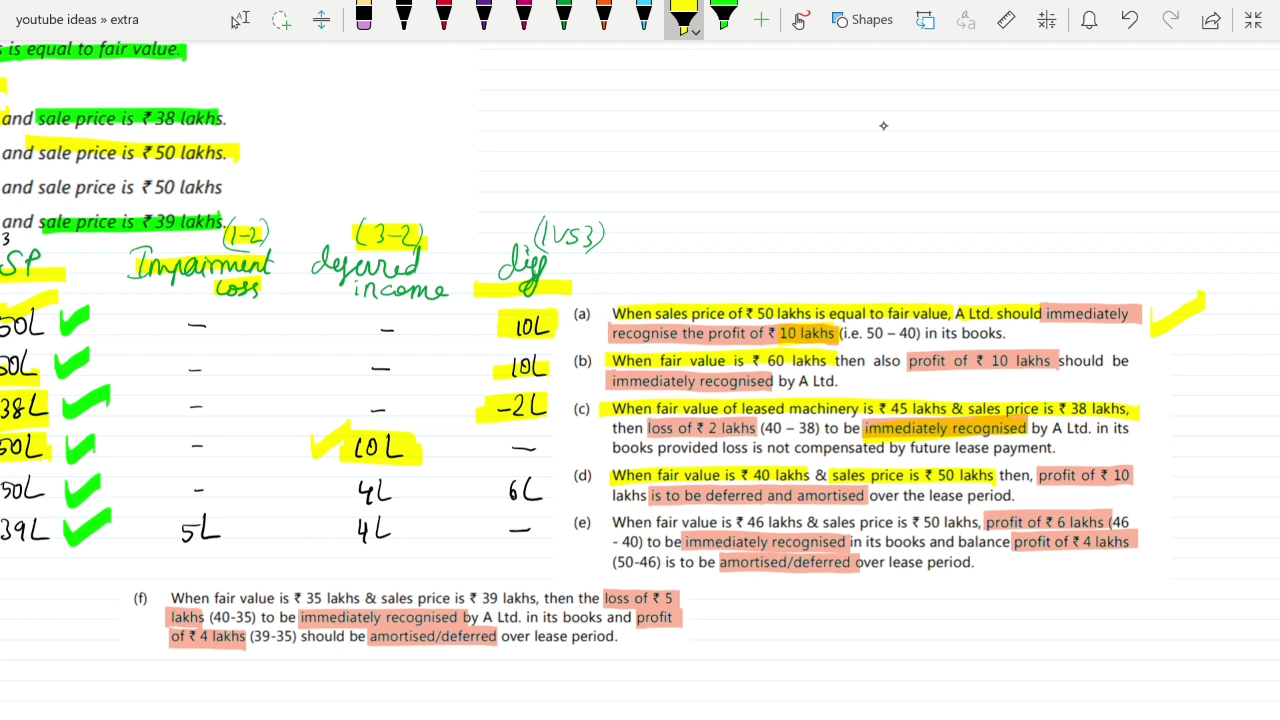 youtube ideas » extra
Shapes
s is equal to fair value.
and sale price is ₹ 38 lakhs.
and sale price is ₹ 50 lakhs.
and sale price is ₹ 50 lakhs
and sale price is ₹ 39 lakhs.
3 (1-2) (3-2) (1 VS 3)
SP Impairment loss deferred income diff
50L - - 10L
50L - - 10L
38L - - -2L
50L - 10L -
50L - 4L 6L
39L 5L 4L -
(a) When sales price of ₹ 50 lakhs is equal to fair value, A Ltd. should immediately
recognise the profit of ₹ 10 lakhs (i.e. 50 – 40) in its books.
(b) When fair value is ₹ 60 lakhs then also profit of ₹ 10 lakhs should be
immediately recognised by A Ltd.
(c) When fair value of leased machinery is ₹ 45 lakhs & sales price is ₹ 38 lakhs,
then loss of ₹ 2 lakhs (40 – 38) to be immediately recognised by A Ltd. in its
books provided loss is not compensated by future lease payment.
(d) When fair value is ₹ 40 lakhs & sales price is ₹ 50 lakhs then, profit of ₹ 10
lakhs is to be deferred and amortised over the lease period.
(e) When fair value is ₹ 46 lakhs & sales price is ₹ 50 lakhs, profit of ₹ 6 lakhs (46
- 40) to be immediately recognised in its books and balance profit of ₹ 4 lakhs
(50-46) is to be amortised/deferred over lease period.
(f) When fair value is ₹ 35 lakhs & sales price is ₹ 39 lakhs, then the loss of ₹ 5
lakhs (40-35) to be immediately recognised by A Ltd. in its books and profit
of ₹ 4 lakhs (39-35) should be amortised/deferred over lease period.